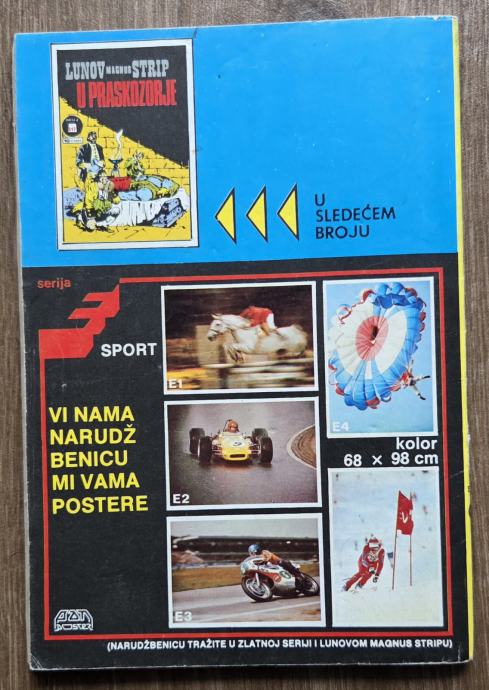 LUNOV MAGNUS STRIP
U PRASKOZORJE
U
SLEDEĆEM
BROJU
serija
SPORT
E1
VI NAMA
NARUDŽ
BENICU
MI VAMA
POSTERE
E2
E3
E4
kolor
68 × 98 cm
POSTER
(NARUDŽBENICU TRAŽITE U ZLATNOJ SERIJI I LUNOVOM MAGNUS STRIPU)